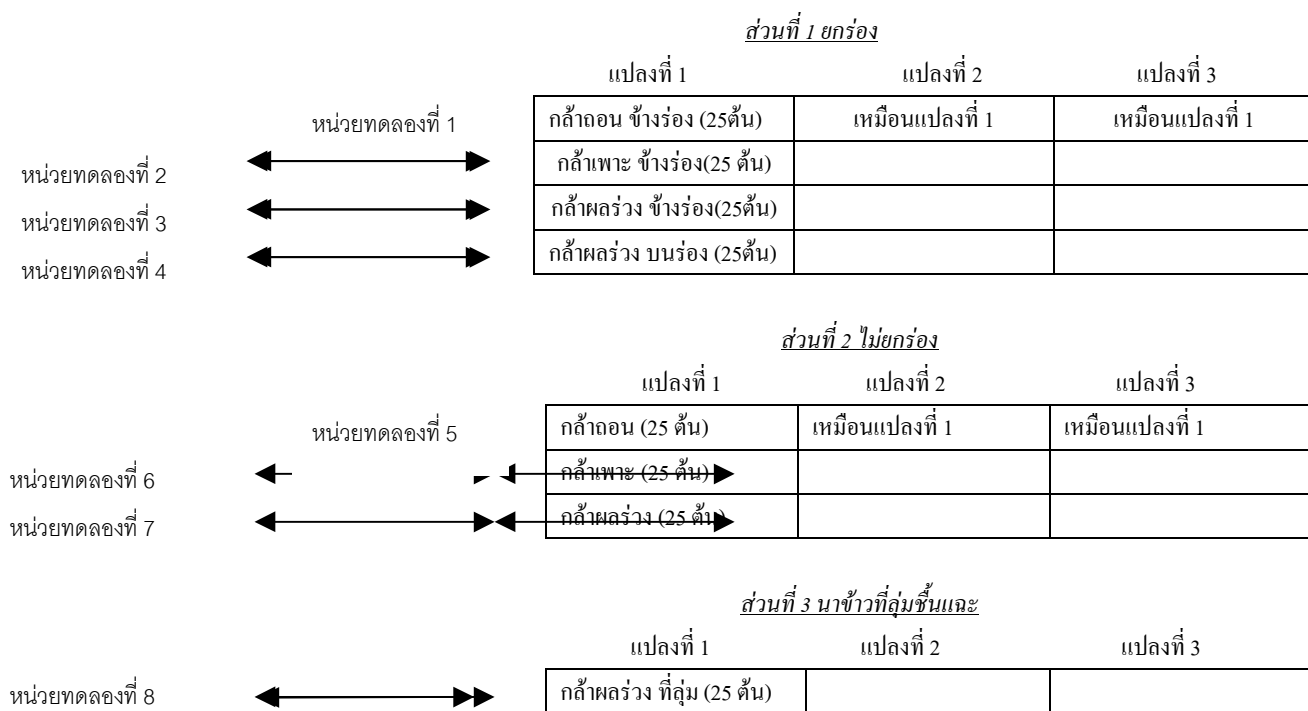 ส่วนที่ 1 ยกร่อง
แปลงที่ 1 แปลงที่ 2 แปลงที่ 3
หน่วยทดลองที่ 1 กล้าถอน ข้างร่อง (25ต้น) เหมือนแปลงที่ 1 เหมือนแปลงที่ 1
หน่วยทดลองที่ 2 กล้าเพาะ ข้างร่อง(25 ต้น)
หน่วยทดลองที่ 3 กล้าผลร่วง ข้างร่อง(25ต้น)
หน่วยทดลองที่ 4 กล้าผลร่วง บนร่อง (25ต้น)
ส่วนที่ 2 ไม่ยกร่อง
แปลงที่ 1 แปลงที่ 2 แปลงที่ 3
หน่วยทดลองที่ 5 กล้าถอน (25 ต้น) เหมือนแปลงที่ 1 เหมือนแปลงที่ 1
หน่วยทดลองที่ 6 กล้าเพาะ (25 ต้น)
หน่วยทดลองที่ 7 กล้าผลร่วง (25 ต้น)
ส่วนที่ 3 นาข้าวที่ลุ่มชื้นแฉะ
แปลงที่ 1 แปลงที่ 2 แปลงที่ 3
หน่วยทดลองที่ 8 กล้าผลร่วง ที่ลุ่ม (25 ต้น)